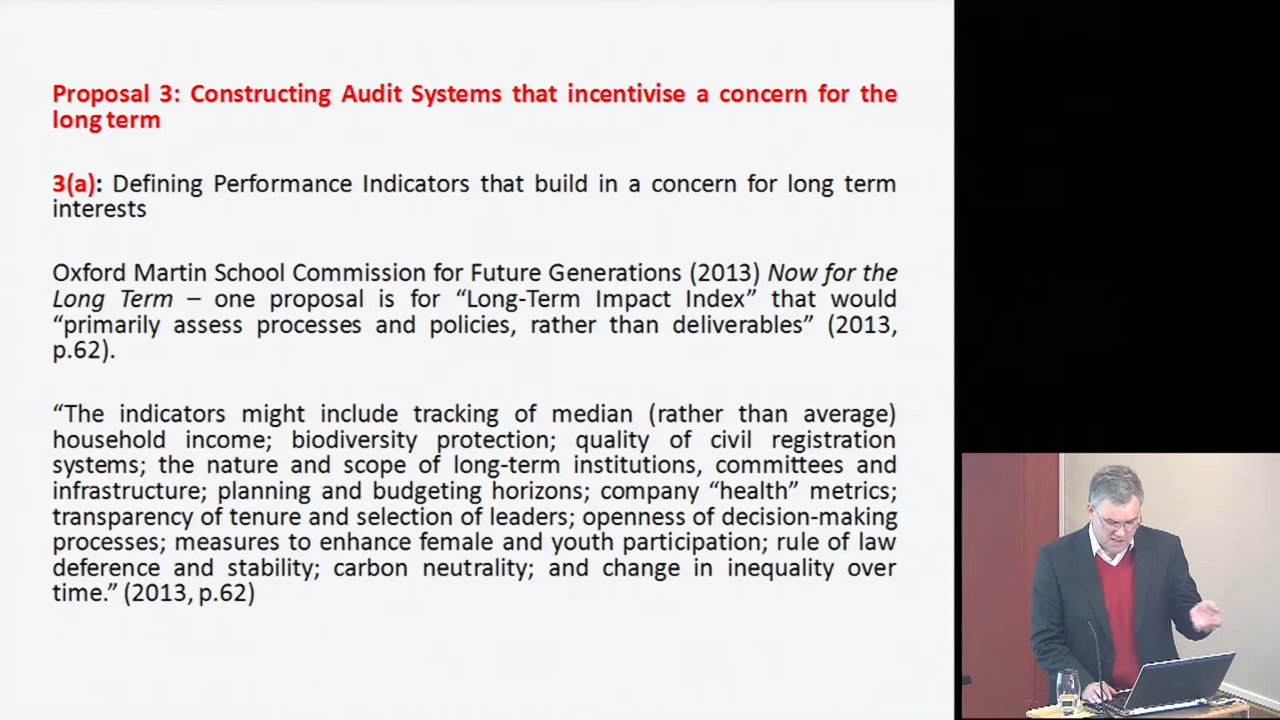 Proposal 3: Constructing Audit Systems that incentivise a concern for the
long term
3(a): Defining Performance Indicators that build in a concern for long term
interests
Oxford Martin School Commission for Future Generations (2013) Now for the
Long Term – one proposal is for “Long-Term Impact Index” that would
“primarily assess processes and policies, rather than deliverables” (2013,
p.62).
“The indicators might include tracking of median (rather than average)
household income; biodiversity protection; quality of civil registration
systems; the nature and scope of long-term institutions, committees and
infrastructure; planning and budgeting horizons; company “health” metrics;
transparency of tenure and selection of leaders; openness of decision-making
processes; measures to enhance female and youth participation; rule of law
deference and stability; carbon neutrality; and change in inequality over
time.” (2013, p.62)